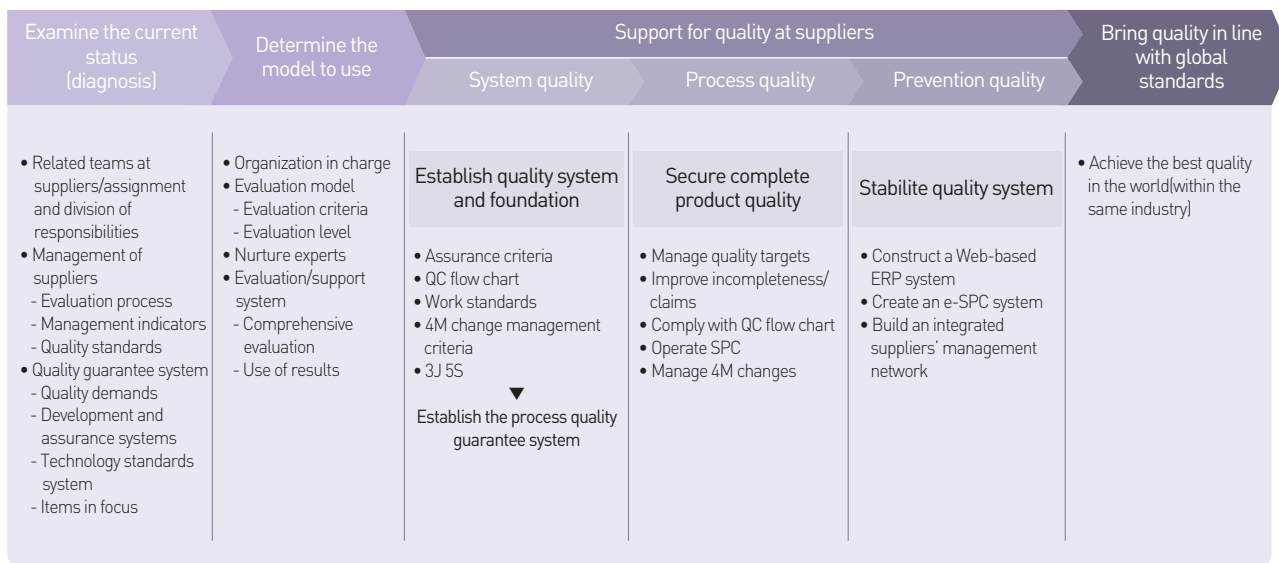 Examine the current
status
(diagnosis)
Determine the
model to use
Support for quality at suppliers
System quality
Process quality
Prevention quality
Bring quality in line
with global
standards
• Related teams at
suppliers/assignment
and division of
responsibilities
• Management of
suppliers
- Evaluation process
- Management indicators
- Quality standards
• Quality guarantee system
- Quality demands
- Development and
assurance systems
- Technology standards
system
- Items in focus
• Organization in charge
• Evaluation model
- Evaluation criteria
- Evaluation level
• Nurture experts
• Evaluation/support
system
- Comprehensive
evaluation
- Use of results
Establish quality system
and foundation
• Assurance criteria
• QC flow chart
• Work standards
• 4M change management
criteria
• 3J 5S
▼
Establish the process quality
guarantee system
Secure complete
product quality
• Manage quality targets
• Improve incompleteness/
claims
• Comply with QC flow chart
• Operate SPC
• Manage 4M changes
Stabilite quality system
• Construct a Web-based
ERP system
• Create an e-SPC system
• Build an integrated
suppliers' management
network
• Achieve the best quality
in the world(within the
same industry)